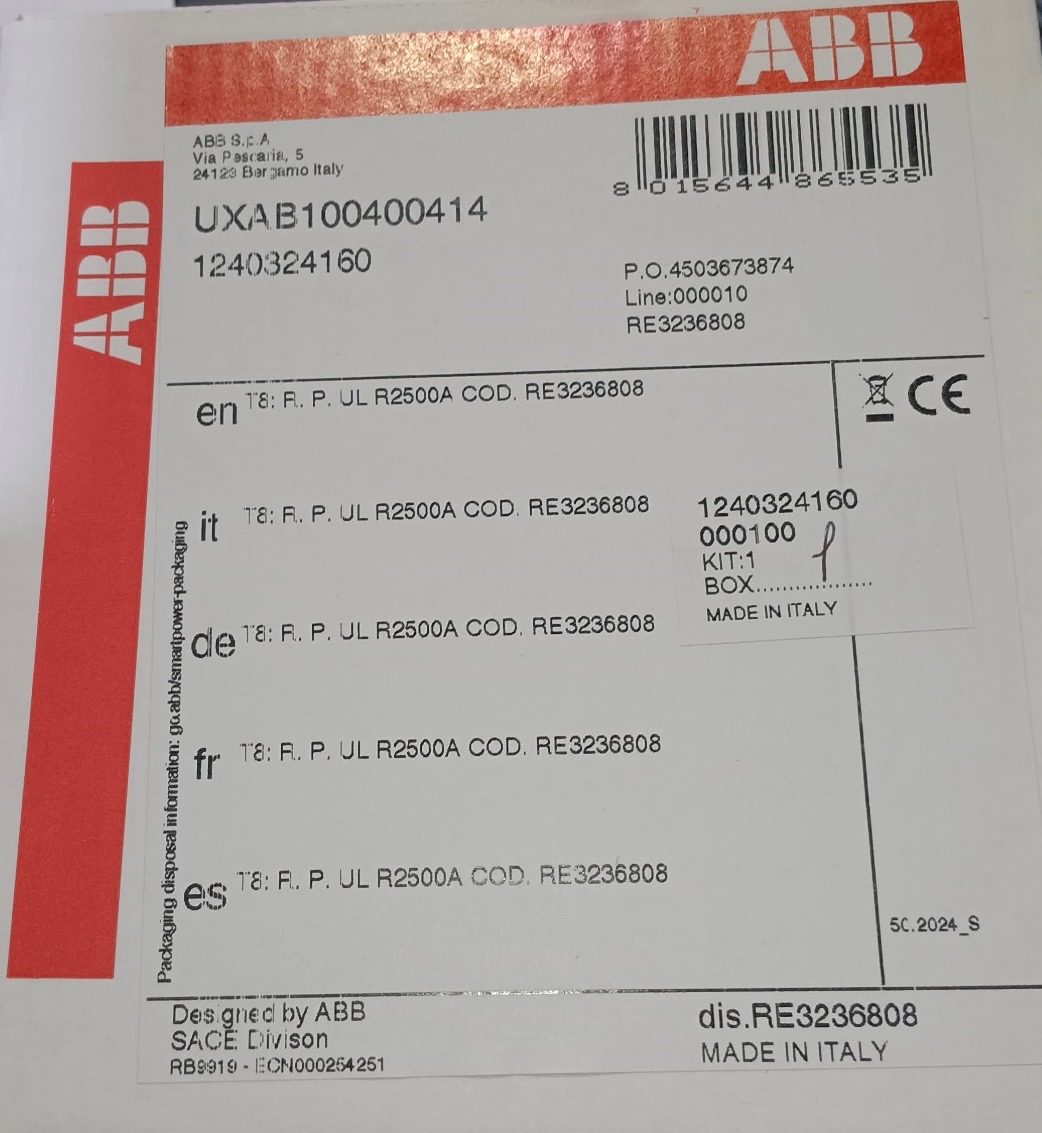 ABB
ABB S.p.A
Via Pescaria, 5
24123 Bergamo Italy
8 015644 865535
UXAB100400414
1240324160
P.O.4503673874
Line:000010
RE3236808
ABB
en T8: R. P. UL R2500A COD. RE3236808
CE
it T8: R. P. UL R2500A COD. RE3236808
1240324160
000100
KIT:1
BOX....................
MADE IN ITALY
de T8: R. P. UL R2500A COD. RE3236808
fr T8: R. P. UL R2500A COD. RE3236808
es T8: R. P. UL R2500A COD. RE3236808
Packaging disposal information: go.abb/smartpower-packaging
50.2024_S
Designed by ABB
SACE Divison
RB9919 - ECN000254251
dis.RE3236808
MADE IN ITALY